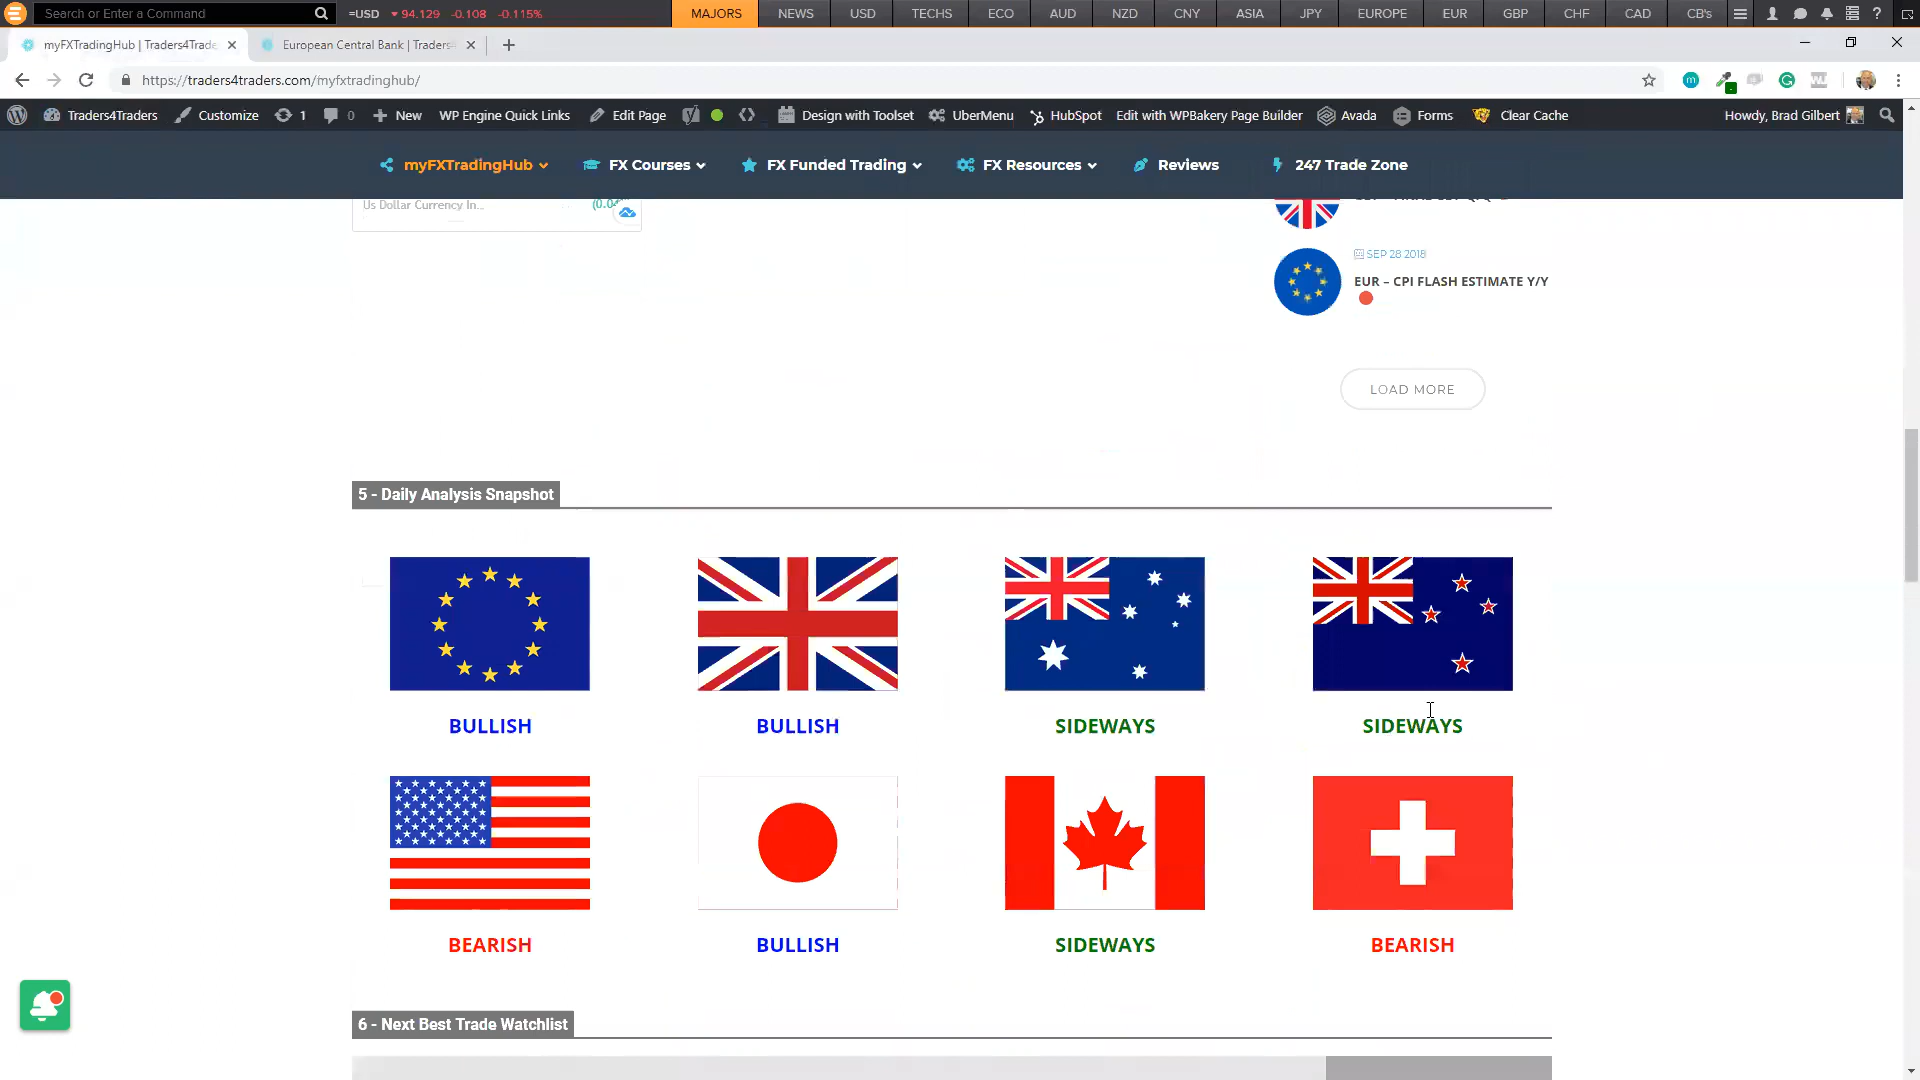 Search or Enter a Command
=USD ▾ 94.129 -0.108 -0.115%
MAJORS NEWS USD TECHS ECO AUD NZD CNY ASIA JPY EUROPE EUR GBP CHF CAD CB's
myFXTradingHub | Traders4Trade
European Central Bank | Traders
https://traders4traders.com/myfxtradinghub/
Traders4Traders Customize 1 0 New WP Engine Quick Links Edit Page Design with Toolset UberMenu HubSpot Edit with WPBakery Page Builder Avada Forms Clear Cache Howdy, Brad Gilbert
myFXTradingHub FX Courses FX Funded Trading FX Resources Reviews 247 Trade Zone
Us Dollar Currency In...
SEP 28 2018
EUR – CPI FLASH ESTIMATE Y/Y
LOAD MORE
5 - Daily Analysis Snapshot
BULLISH BULLISH SIDEWAYS SIDEWAYS
BEARISH BULLISH SIDEWAYS BEARISH
6 - Next Best Trade Watchlist